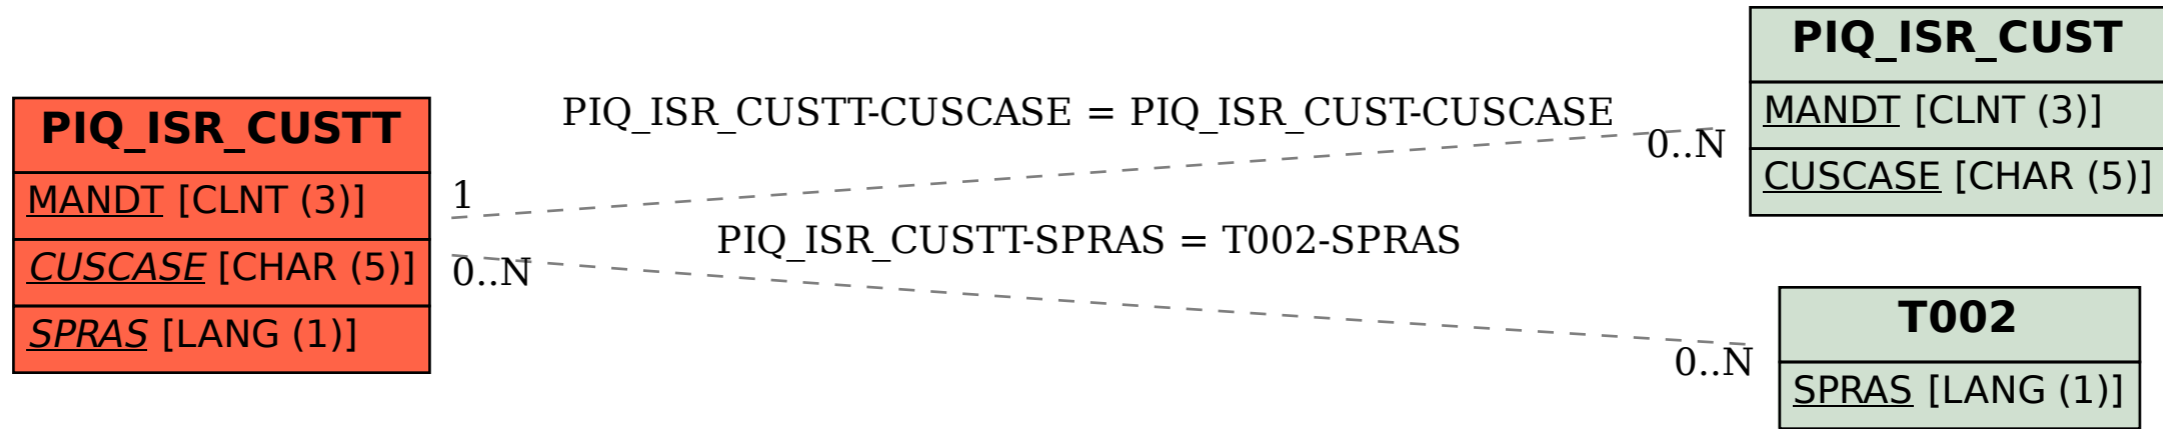 PIQ_ISR_CUSTT
MANDT [CLNT (3)]
CUSCASE [CHAR (5)]
SPRAS [LANG (1)]
PIQ_ISR_CUSTT-CUSCASE = PIQ_ISR_CUST-CUSCASE
1
0..N
PIQ_ISR_CUSTT-SPRAS = T002-SPRAS
0..N
0..N
PIQ_ISR_CUST
MANDT [CLNT (3)]
CUSCASE [CHAR (5)]
T002
SPRAS [LANG (1)]